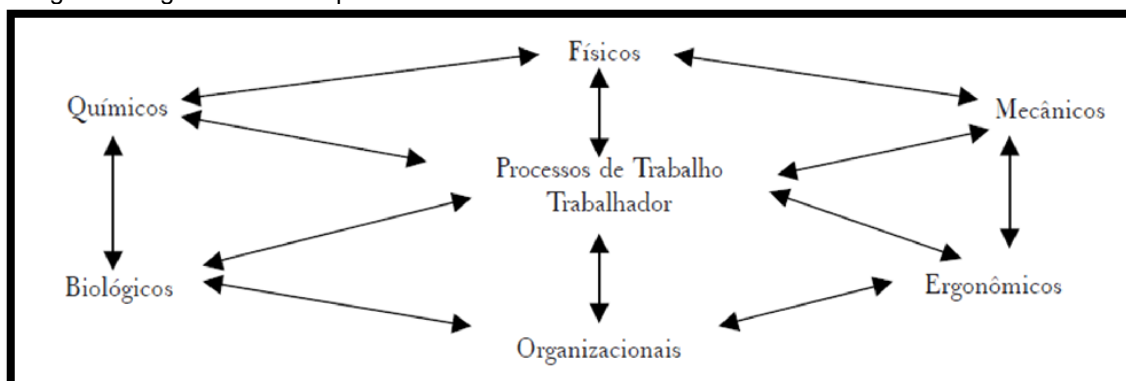 Físicos
Químicos
Mecânicos
Processos de Trabalho
Trabalhador
Biológicos
Ergonômicos
Organizacionais